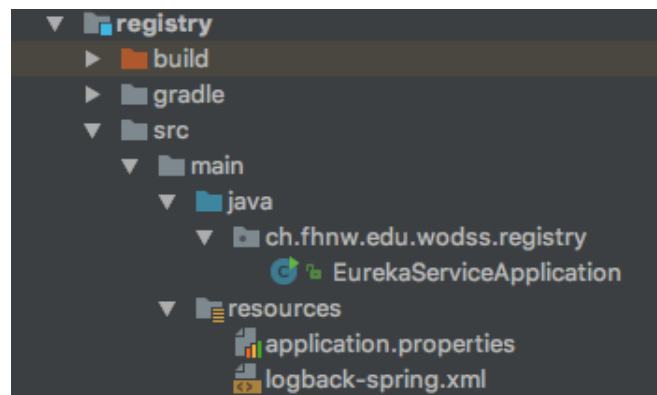 registry
build
gradle
src
main
java
ch.fhnw.edu.wodss.registry
EurekaServiceApplication
resources
application.properties
logback-spring.xml